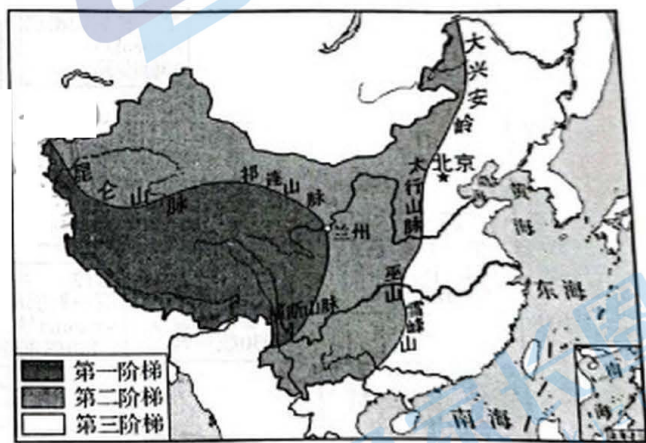 大兴安岭
北京
太行山脉
昆仑山脉
祁连山脉
兰州
黄海
巫山
东海
横断山脉
雪峰山
第一阶梯
第二阶梯
第三阶梯
南海
南海